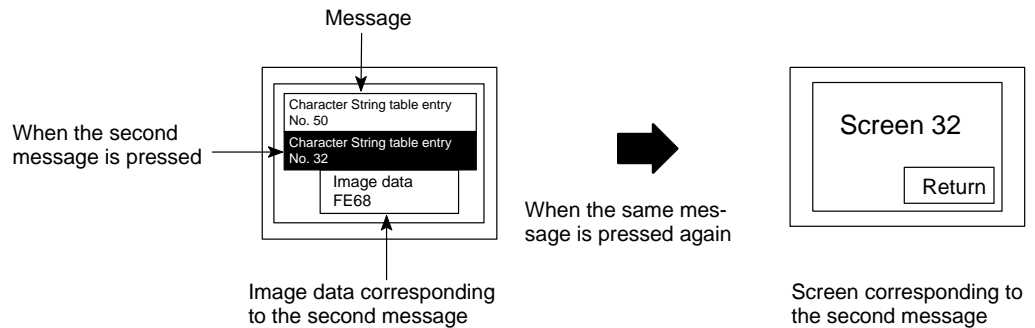 Message
When the second
message is pressed
Character String table entry
No. 50
Character String table entry
No. 32
Image data
FE68
Image data corresponding
to the second message
When the same mes-
sage is pressed again
Screen 32
Return
Screen corresponding to
the second message